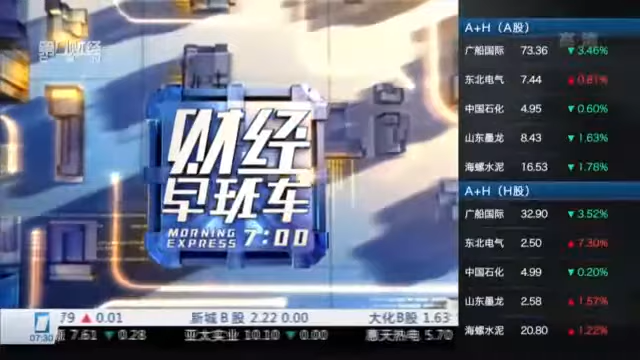 第一财经
高清
财经
早班车
MORNING
EXPRESS 7:00
A+H（A股）
广船国际 73.36 ▼3.46%
东北电气 7.44 ▲0.81%
中国石化 4.95 ▼0.60%
山东墨龙 8.43 ▼1.63%
海螺水泥 16.53 ▼1.78%
A+H（H股）
广船国际 32.90 ▼3.52%
东北电气 2.50 ▲7.30%
中国石化 4.99 ▼0.20%
山东墨龙 2.58 ▲1.57%
海螺水泥 20.80 ▲1.22%
79 ▲0.01 新城B股 2.22 0.00 大化B股 1.63
07:30 股 7.61 ▼0.28 亚太实业 10.10 ▼0.00 惠天热电 5.70